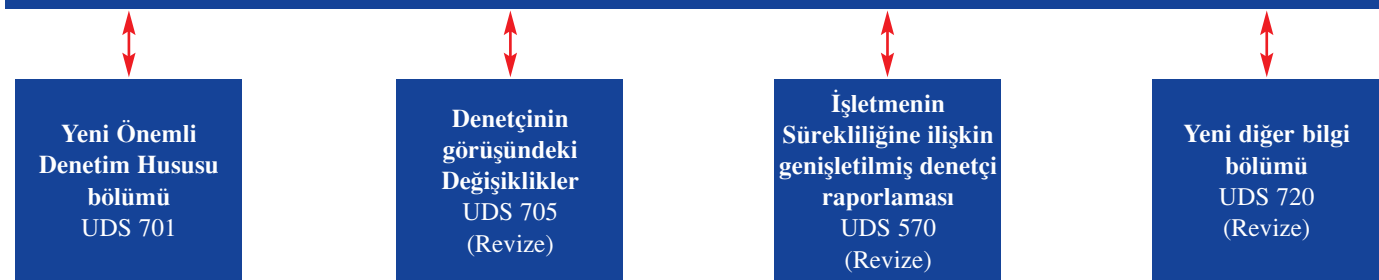 Yeni Önemli
Denetim Hususu
bölümü
UDS 701
Denetçinin
görüşündeki
Değişiklikler
UDS 705
(Revize)
İşletmenin
Sürekliliğine ilişkin
genişletilmiş denetçi
raporlaması
UDS 570
(Revize)
Yeni diğer bilgi
bölümü
UDS 720
(Revize)